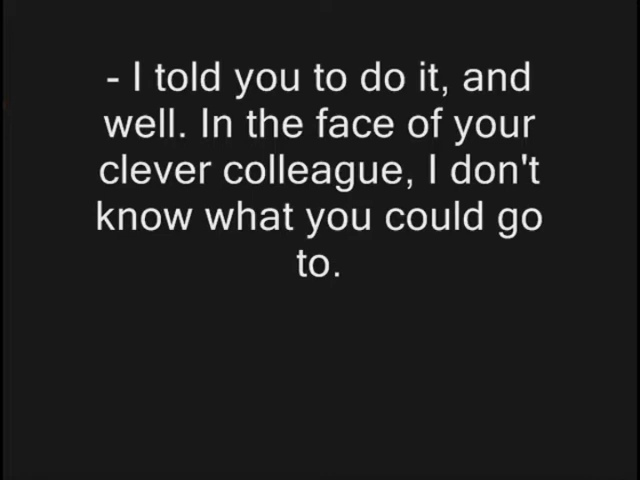 - I told you to do it, and
well. In the face of your
clever colleague, I don't
know what you could go
to.